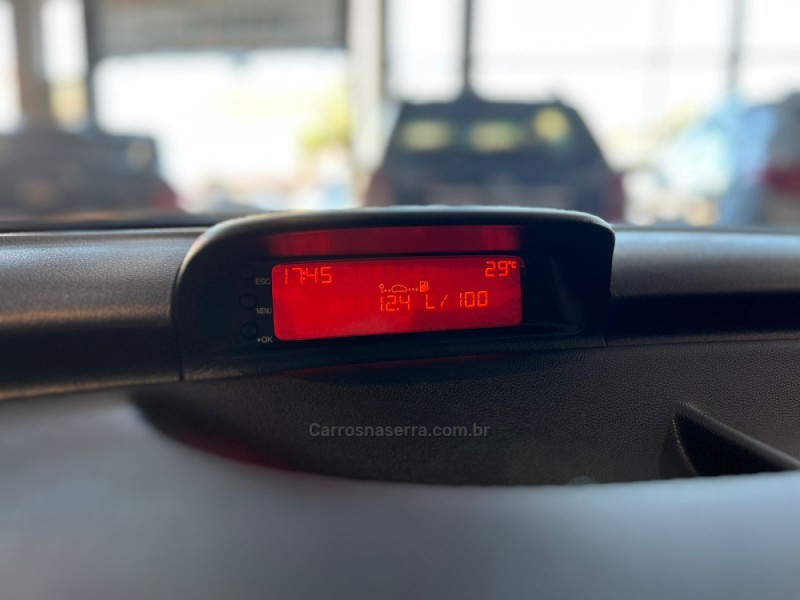 17:45 29°C
ESC
12.4 L/100
MENU
•OK
Carrosnaserra.com.br